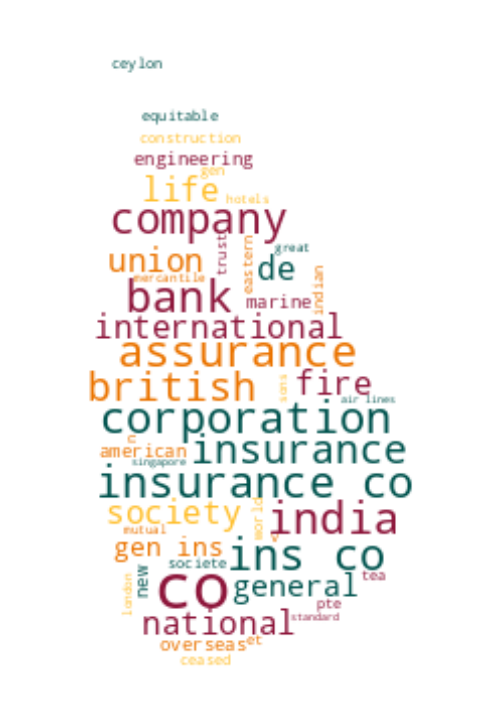 ceylon
equitable
construction
engineering
gen
life
hotels
company
trust
great
union
eastern
de
mercantile
indian
bank
marine
international
assurance
british
sons
fire
air lines
corporation
c
american
insurance
singapore
insurance co
society
world
india
mutual
gen ins
c
ins co
societe
new
london
co
general
tea
pte
national
standard
overseas
et
ceased